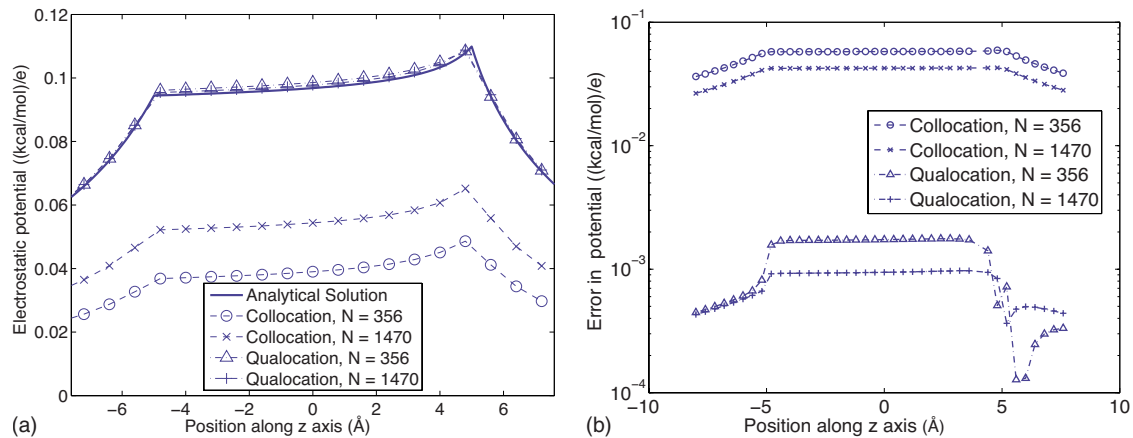 0.12
0.1
0.08
0.06
0.04
0.02
0
Electrostatic potential ((kcal/mol)/e)
Analytical Solution
Collocation, N = 356
Collocation, N = 1470
Qualocation, N = 356
Qualocation, N = 1470
−6 −4 −2 0 2 4 6
Position along z axis (Å)
(a)
10⁻¹
10⁻²
10⁻³
10⁻⁴
Error in potential ((kcal/mol)/e)
Collocation, N = 356
Collocation, N = 1470
Qualocation, N = 356
Qualocation, N = 1470
−10 −5 0 5 10
Position along z axis (Å)
(b)